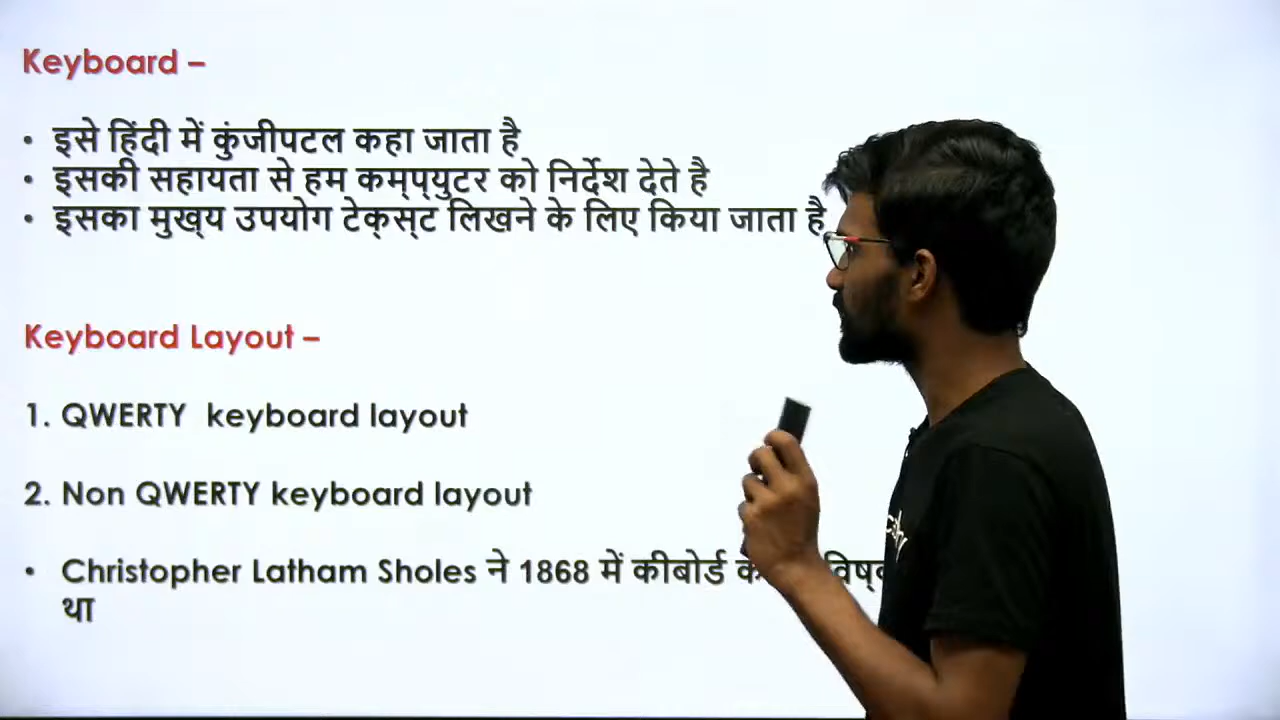 Keyboard –
• इसे हिंदी में कुंजीपटल कहा जाता है
• इसकी सहायता से हम कम्प्युटर को निर्देश देते है
• इसका मुख्य उपयोग टेक्स्ट लिखने के लिए किया जाता है
Keyboard Layout –
1. QWERTY keyboard layout
2. Non QWERTY keyboard layout
• Christopher Latham Sholes ने 1868 में कीबोर्ड
था